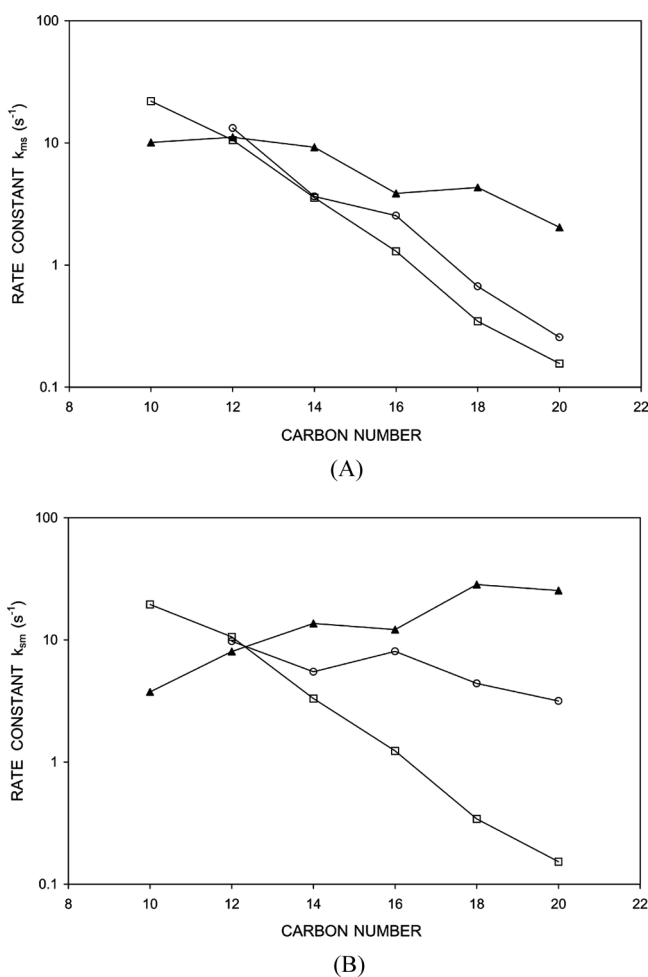 100
10
1
0.1
RATE CONSTANT kms (s-1)
8 10 12 14 16 18 20 22
CARBON NUMBER
(A)
100
10
1
0.1
RATE CONSTANT ksm (s-1)
8 10 12 14 16 18 20 22
CARBON NUMBER
(B)